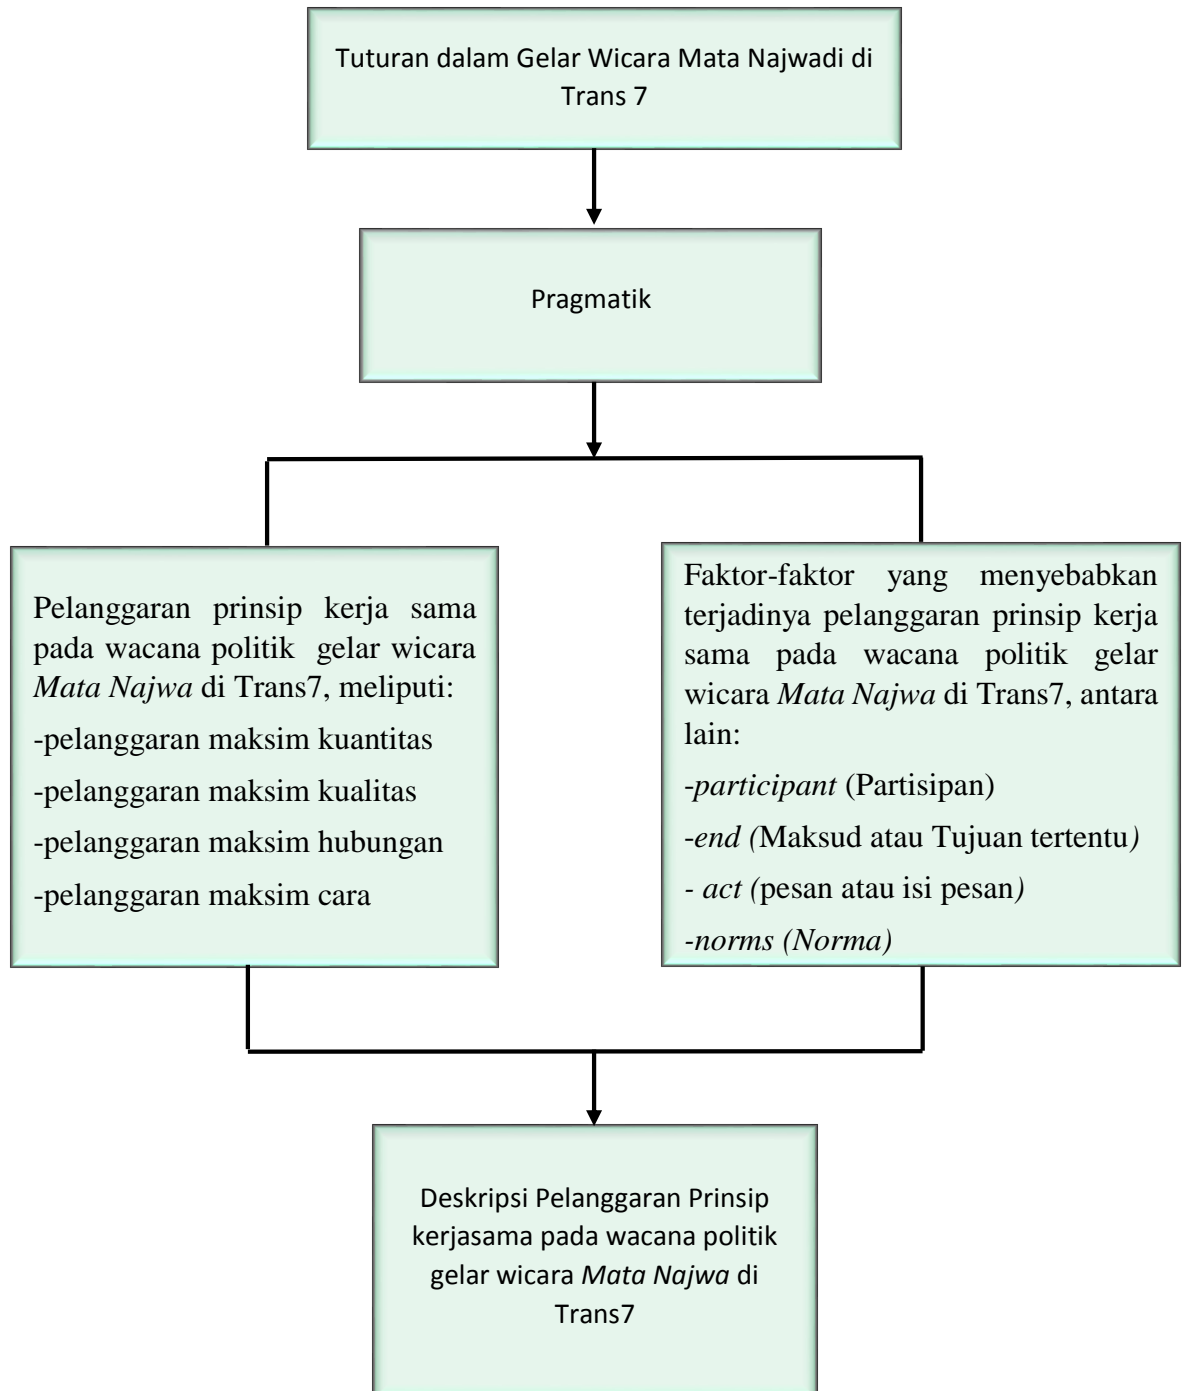 Tuturan dalam Gelar Wicara Mata Najwadi di
Trans 7
Pragmatik
Pelanggaran prinsip kerja sama
pada wacana politik gelar wicara
Mata Najwa di Trans7, meliputi:
-pelanggaran maksim kuantitas
-pelanggaran maksim kualitas
-pelanggaran maksim hubungan
-pelanggaran maksim cara
Faktor-faktor yang menyebabkan
terjadinya pelanggaran prinsip kerja
sama pada wacana politik gelar
wicara Mata Najwa di Trans7, antara
lain:
-participant (Partisipan)
-end (Maksud atau Tujuan tertentu)
- act (pesan atau isi pesan)
-norms (Norma)
Deskripsi Pelanggaran Prinsip
kerjasama pada wacana politik
gelar wicara Mata Najwa di
Trans7